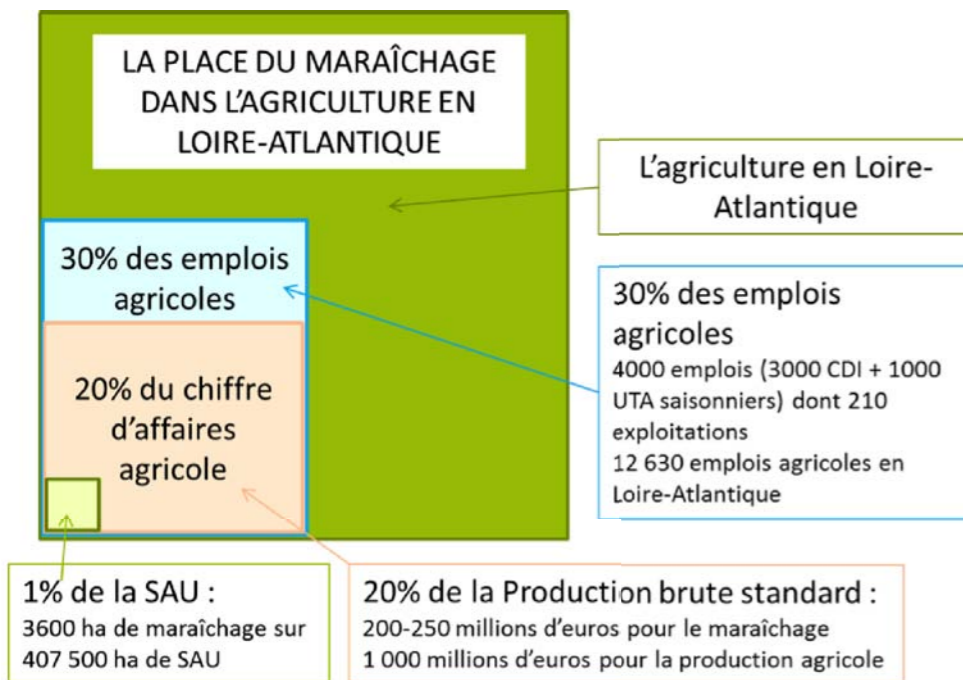 LA PLACE DU MARAÎCHAGE
DANS L'AGRICULTURE EN
LOIRE-ATLANTIQUE
L'agriculture en Loire-
Atlantique
30% des emplois
agricoles
20% du chiffre
d'affaires
agricole
30% des emplois
agricoles
4000 emplois (3000 CDI + 1000
UTA saisonniers) dont 210
exploitations
12 630 emplois agricoles en
Loire-Atlantique
1% de la SAU :
3600 ha de maraîchage sur
407 500 ha de SAU
20% de la Production brute standard :
200-250 millions d'euros pour le maraîchage
1 000 millions d'euros pour la production agricole